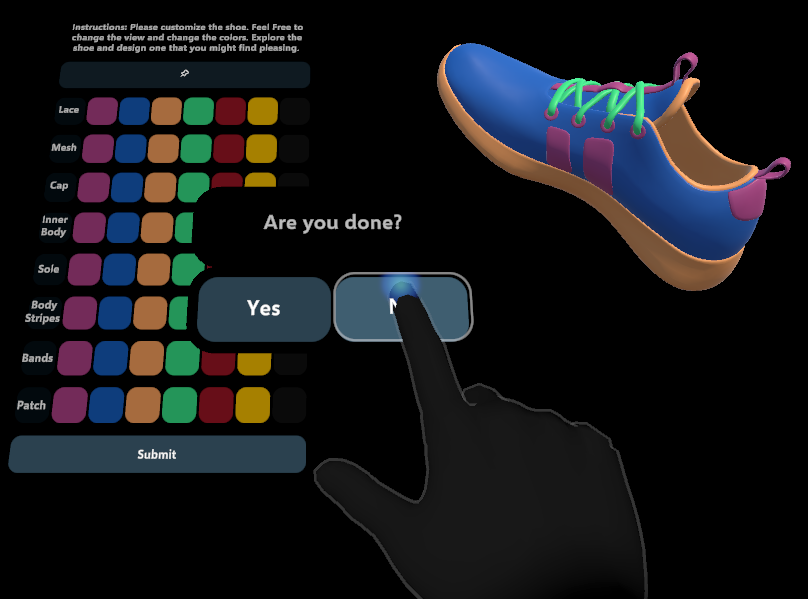 Instructions: Please customize the shoe. Feel Free to
change the view and change the colors. Explore the
shoe and design one that you might find pleasing.
Lace
Mesh
Cap
Inner
Body
Sole
Body
Stripes
Bands
Patch
Submit
Are you done?
Yes